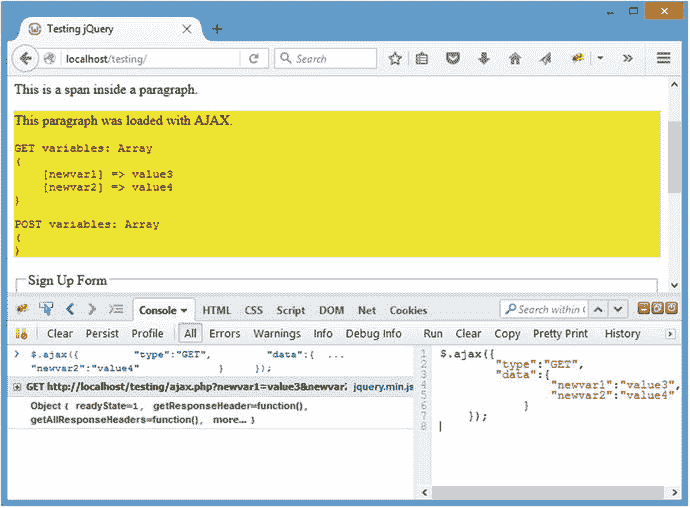 Testing jQuery
localhost/testing/
Search
This is a span inside a paragraph.
This paragraph was loaded with AJAX.
GET variables: Array
{
[newvar1] => value3
[newvar2] => value4
}
POST variables: Array
{
}
Sign Up Form
Console HTML CSS Script DOM Net Cookies
Search within
Clear Persist Profile All Errors Warnings Info Debug Info
Run Clear Copy Pretty Print History
> $.ajax({ "type":"GET", "data":{ ...
"newvar2":"value4" } });
GET http://localhost/testing/ajax.php?newvar1=value3&newvar2 jquery.min.js
Object { readyState=1, getResponseHeader=function(),
getAllResponseHeaders=function(), more... }
1 $.ajax({
2 "type":"GET",
3 "data":{
4 "newvar1":"value3",
5 "newvar2":"value4"
6 }
7 });
8